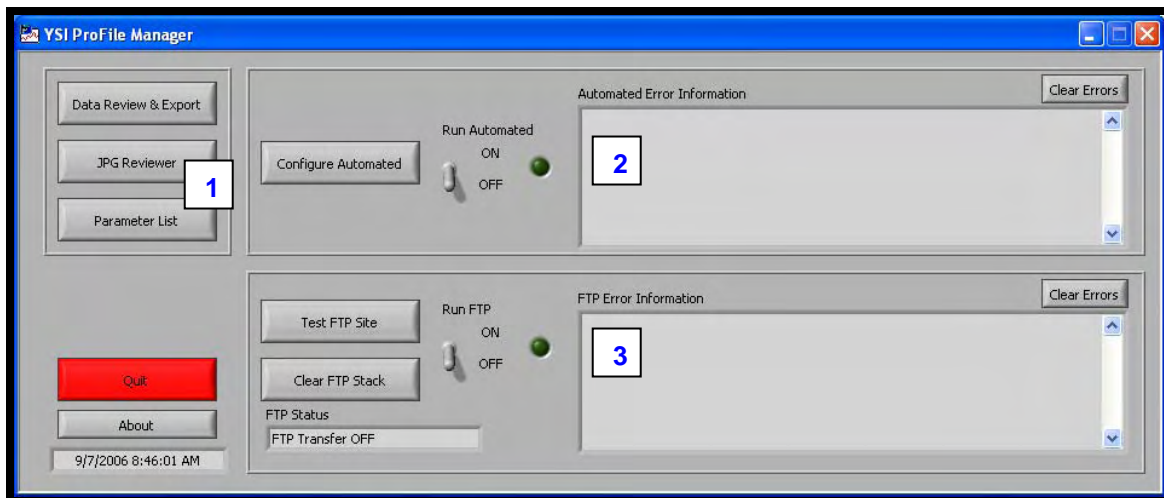 YSI ProFile Manager
Data Review & Export
JPG Reviewer
1
Parameter List
Configure Automated
Run Automated
ON
OFF
Automated Error Information
Clear Errors
2
Test FTP Site
Clear FTP Stack
Run FTP
ON
OFF
FTP Status
FTP Transfer OFF
FTP Error Information
Clear Errors
3
Quit
About
9/7/2006 8:46:01 AM